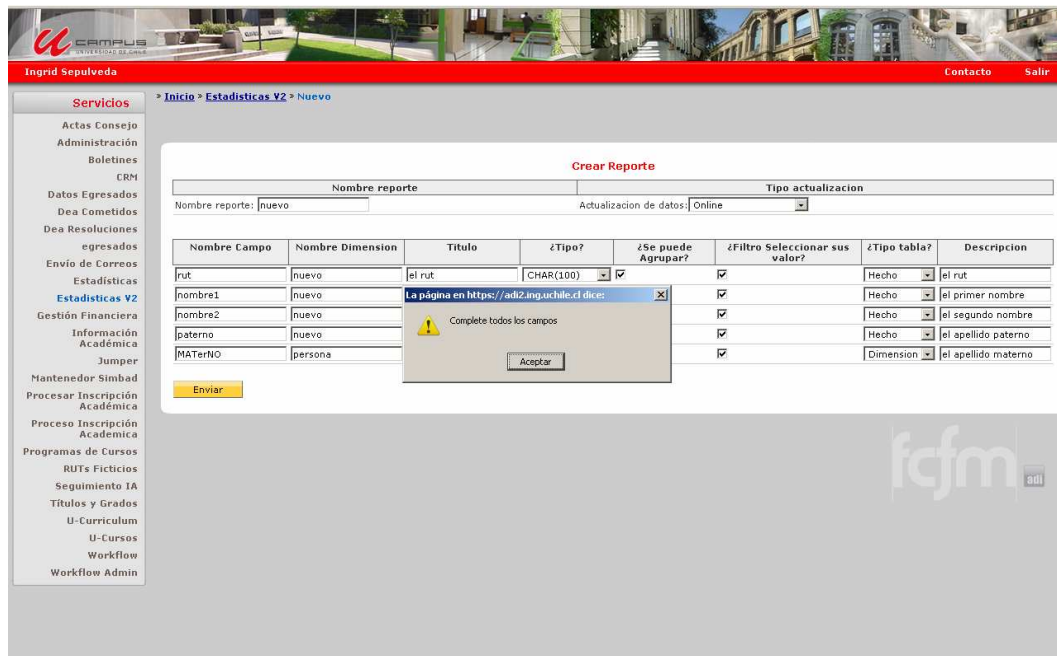 U CAMPUS
UNIVERSIDAD DE CHILE
Ingrid Sepulveda
Contacto Salir
Servicios
Actas Consejo
Administración
Boletines
CRM
Datos Egresados
Dea Cometidos
Dea Resoluciones
egresados
Envío de Correos
Estadísticas
Estadisticas V2
Gestión Financiera
Información
Académica
Jumper
Mantenedor Simbad
Procesar Inscripción
Académica
Proceso Inscripción
Academica
Programas de Cursos
RUTs Ficticios
Seguimiento IA
Títulos y Grados
U-Curriculum
U-Cursos
Workflow
Workflow Admin
» Inicio » Estadisticas V2 » Nuevo
Crear Reporte
Nombre reporte Tipo actualizacion
Nombre reporte: nuevo Actualizacion de datos: Online
Nombre Campo Nombre Dimension Titulo ¿Tipo? ¿Se puede Agrupar? ¿Filtro Seleccionar sus valor? ¿Tipo tabla? Descripcion
rut nuevo el rut CHAR(100) Hecho el rut
nombre1 nuevo Hecho el primer nombre
nombre2 nuevo Hecho el segundo nombre
paterno nuevo Hecho el apellido paterno
MATerNO persona Dimension el apellido materno
La página en https://adi2.ing.uchile.cl dice:
Complete todos los campos
Aceptar
Enviar
fcfm
adi